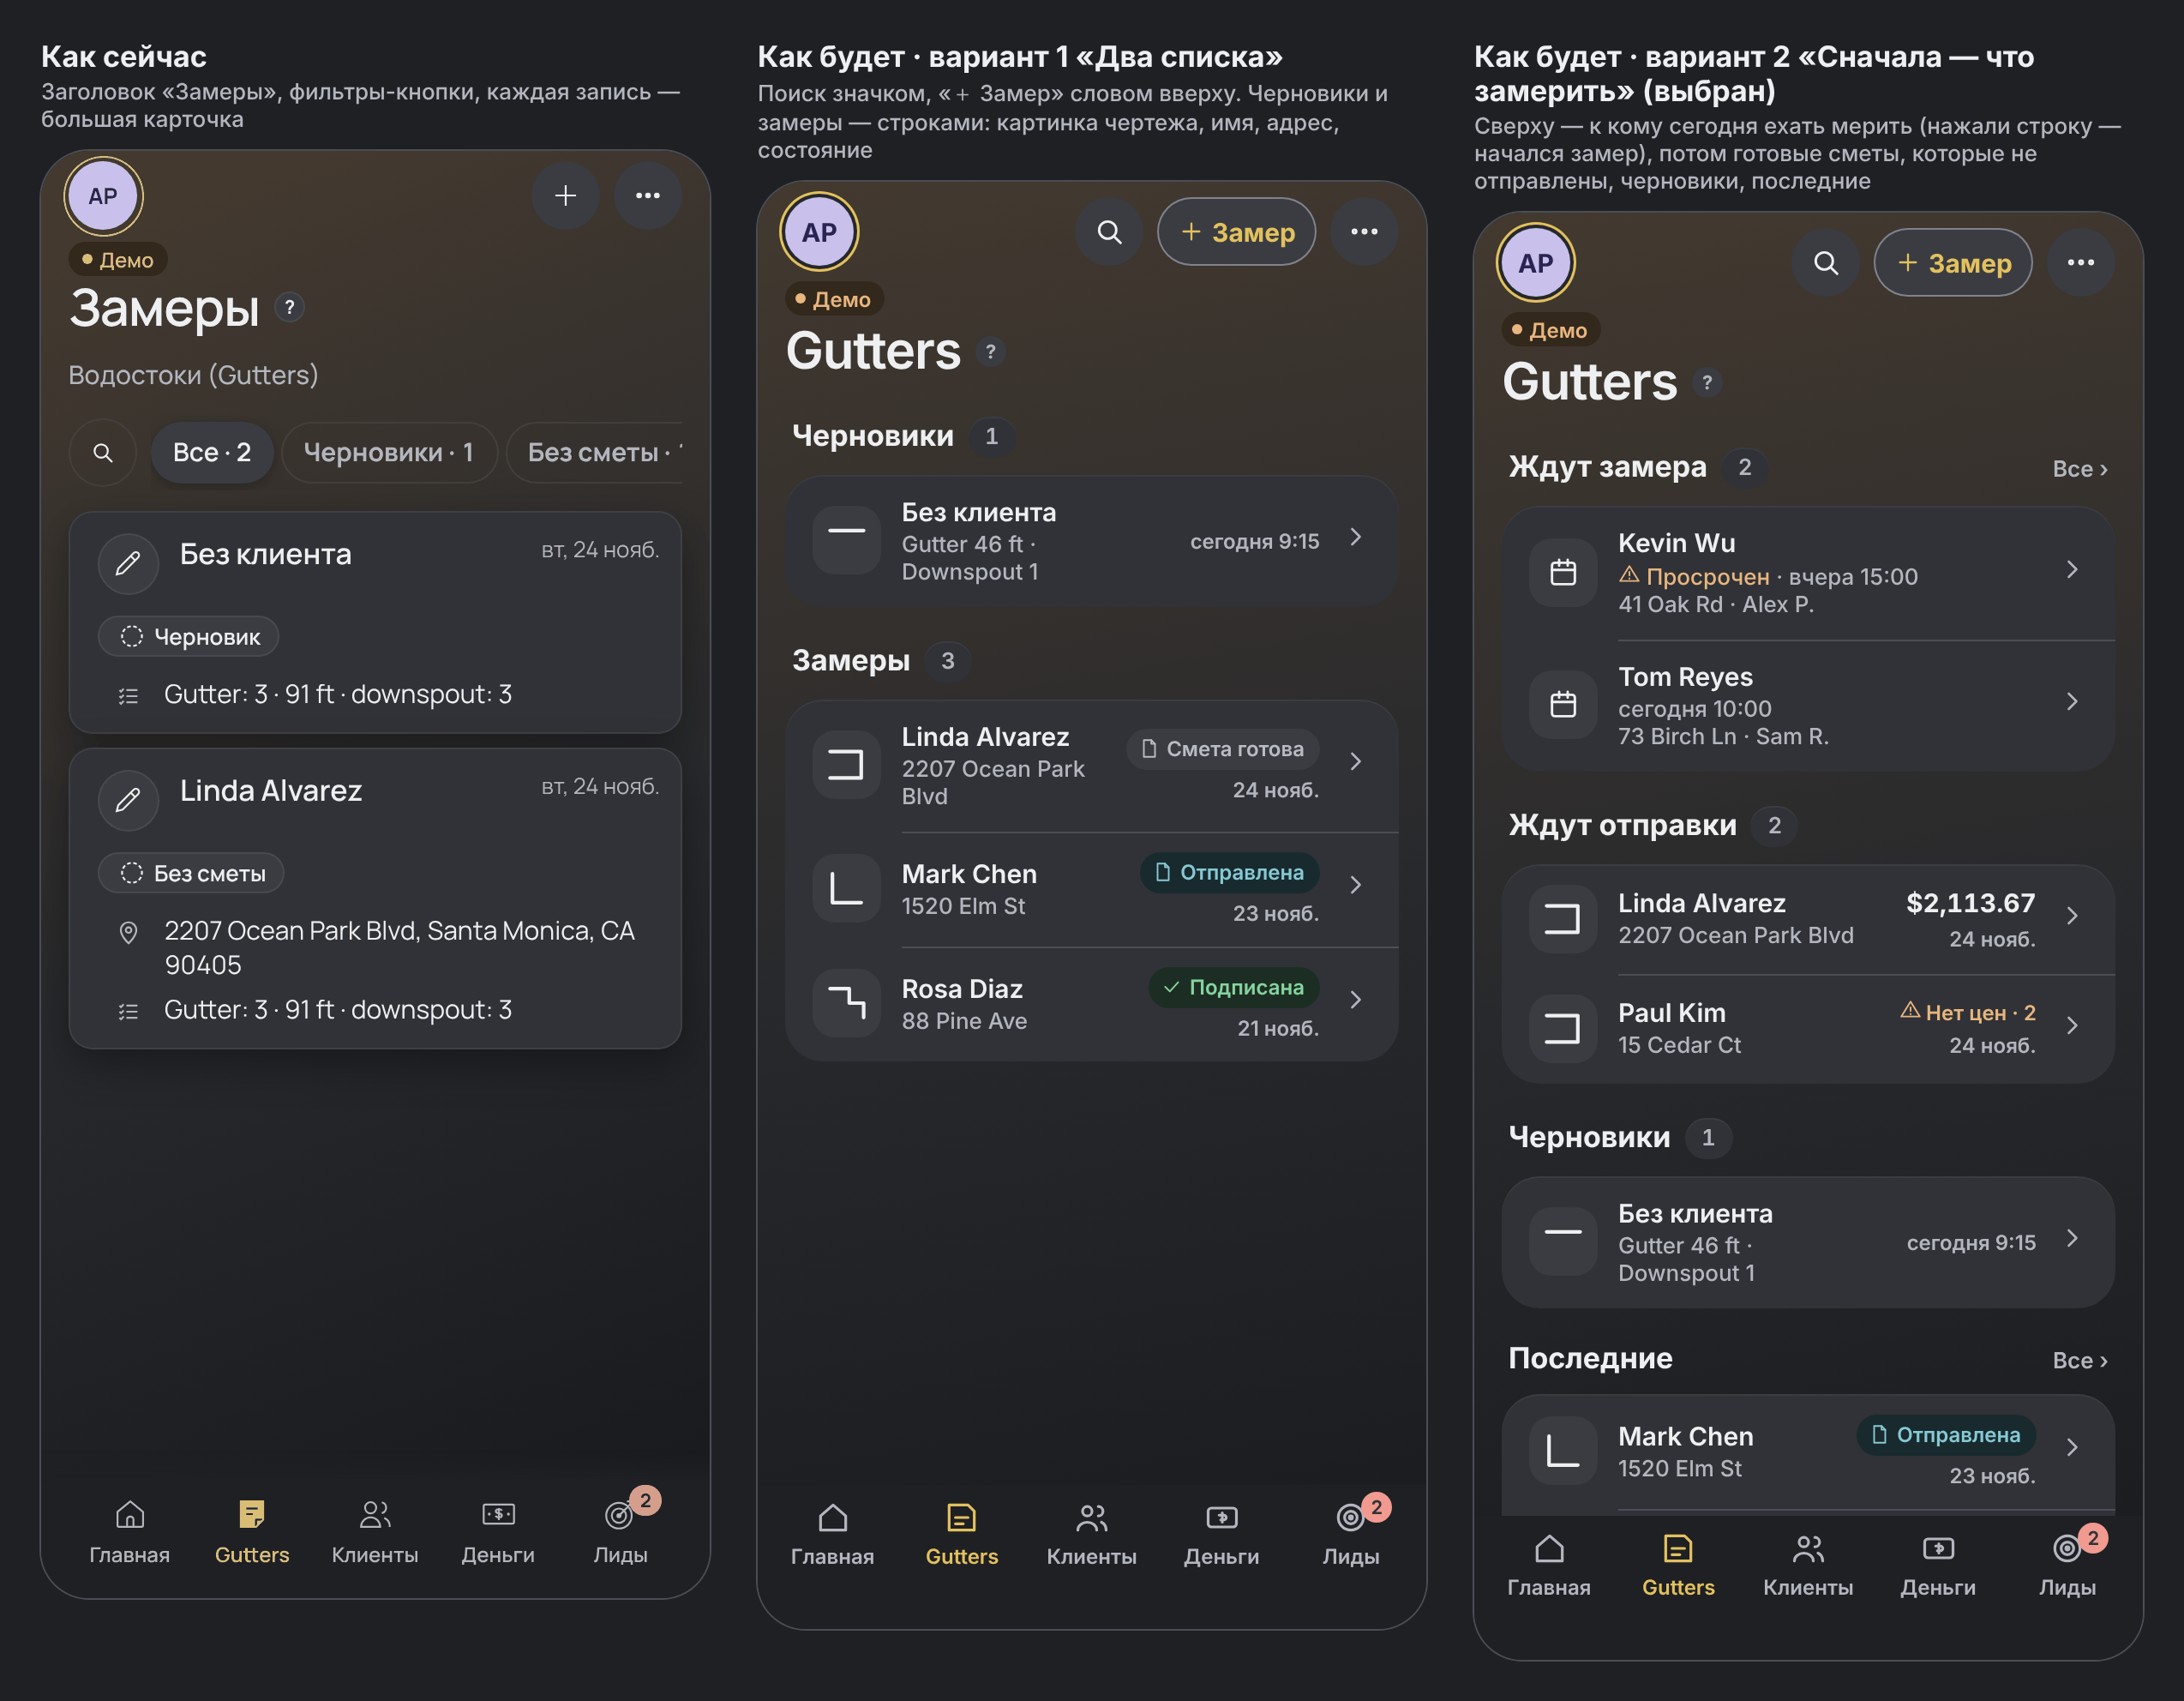 Как сейчас
Заголовок «Замеры», фильтры-кнопки, каждая запись —
большая карточка
AP
Демо
Замеры ?
Водостоки (Gutters)
Все · 2
Черновики · 1
Без сметы ·
Без клиента
вт, 24 нояб.
Черновик
Gutter: 3 · 91 ft · downspout: 3
Linda Alvarez
вт, 24 нояб.
Без сметы
2207 Ocean Park Blvd, Santa Monica, CA
90405
Gutter: 3 · 91 ft · downspout: 3
Главная
Gutters
Клиенты
Деньги
2
Лиды
Как будет · вариант 1 «Два списка»
Поиск значком, «+ Замер» словом вверху. Черновики и
замеры — строками: картинка чертежа, имя, адрес,
состояние
AP
+ Замер
Демо
Gutters ?
Черновики 1
Без клиента
Gutter 46 ft ·
Downspout 1
сегодня 9:15
Замеры 3
Linda Alvarez
2207 Ocean Park
Blvd
Смета готова
24 нояб.
Mark Chen
1520 Elm St
Отправлена
23 нояб.
Rosa Diaz
88 Pine Ave
Подписана
21 нояб.
Главная
Gutters
Клиенты
Деньги
2
Лиды
Как будет · вариант 2 «Сначала — что
замерить» (выбран)
Сверху — к кому сегодня ехать мерить (нажали строку —
начался замер), потом готовые сметы, которые не
отправлены, черновики, последние
AP
+ Замер
Демо
Gutters ?
Ждут замера 2
Все ›
Kevin Wu
Просрочен · вчера 15:00
41 Oak Rd · Alex P.
Tom Reyes
сегодня 10:00
73 Birch Ln · Sam R.
Ждут отправки 2
Linda Alvarez
2207 Ocean Park Blvd
$2,113.67
24 нояб.
Paul Kim
15 Cedar Ct
Нет цен · 2
24 нояб.
Черновики 1
Без клиента
Gutter 46 ft ·
Downspout 1
сегодня 9:15
Последние
Все ›
Mark Chen
1520 Elm St
Отправлена
23 нояб.
Главная
Gutters
Клиенты
Деньги
2
Лиды